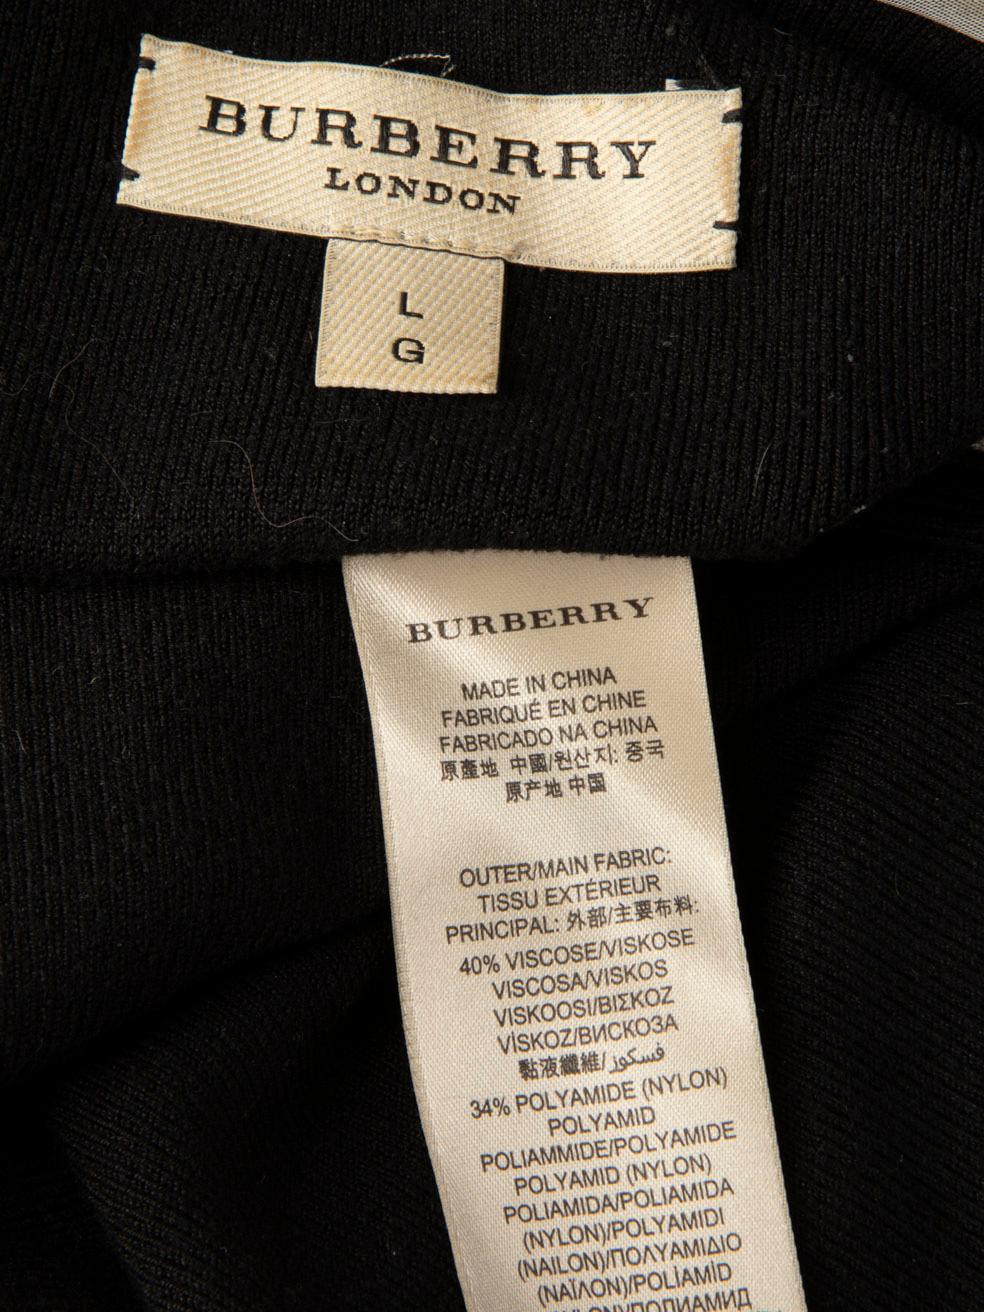 BURBERRY
LONDON
L
G
BURBERRY
MADE IN CHINA
FABRIQUÉ EN CHINE
FABRICADO NA CHINA
原產地 中國/원산지: 중국
原产地 中国
OUTER/MAIN FABRIC:
TISSU EXTÉRIEUR
PRINCIPAL: 外部/主要布料:
40% VISCOSE/VISKOSE
VISCOSA/VISKOS
VISKOOSI/ΒΙΣΚΟΖ
VİSKOZ/ВИСКОЗА
黏液纖維/فسكوز
34% POLYAMIDE (NYLON)
POLYAMID
POLIAMMIDE/POLYAMIDE
POLYAMID (NYLON)
POLIAMIDA/POLIAMIDA
(NYLON)/POLYAMIDI
(NAILON)/ΠΟΛΥΑΜΙΔΙΟ
(ΝΑΪΛΟΝ)/POLİAMİD
(NYLON)/ПОЛИАМИД